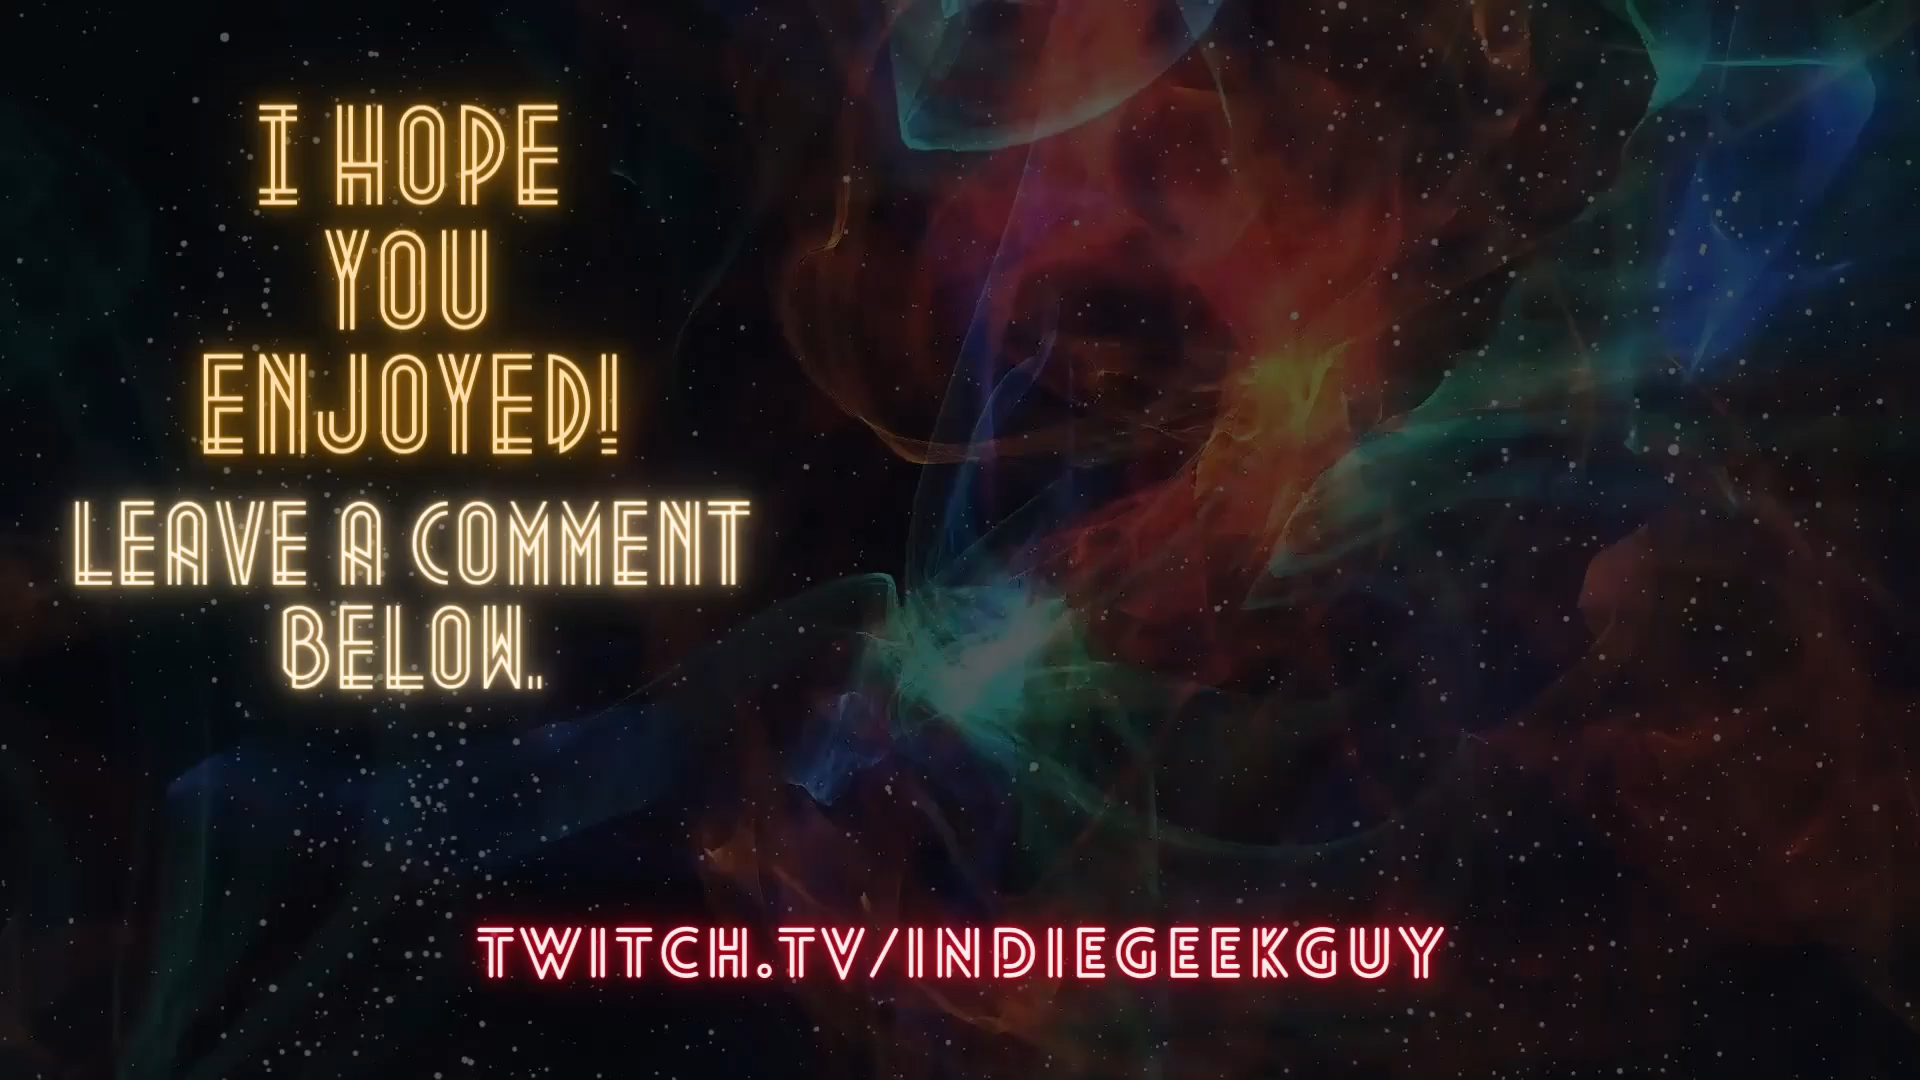 I HOPE
YOU
ENJOYED!
LEAVE A COMMENT
BELOW..
TWITCH.TV/INDIEGEEKGUY